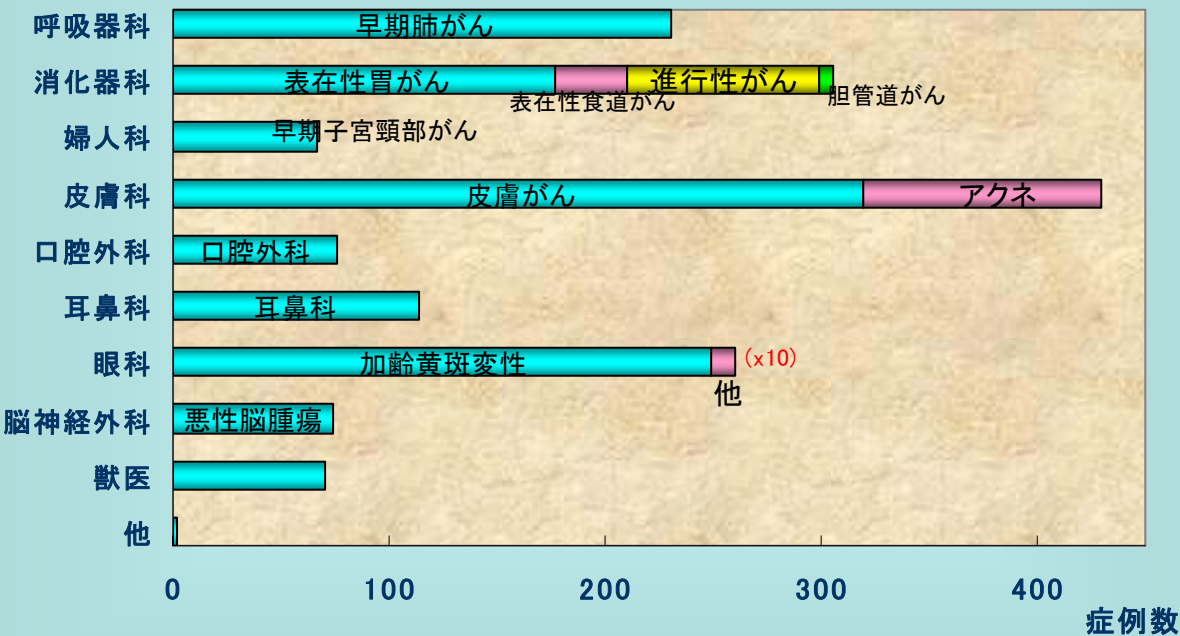 呼吸器科
早期肺がん
消化器科
表在性胃がん
進行性がん
表在性食道がん
胆管道がん
婦人科
早期子宮頸部がん
皮膚科
皮膚がん
アクネ
口腔外科
口腔外科
耳鼻科
耳鼻科
眼科
加齢黄斑変性
(x10)
他
脳神経外科
悪性脳腫瘍
獣医
他
0 100 200 300 400
症例数